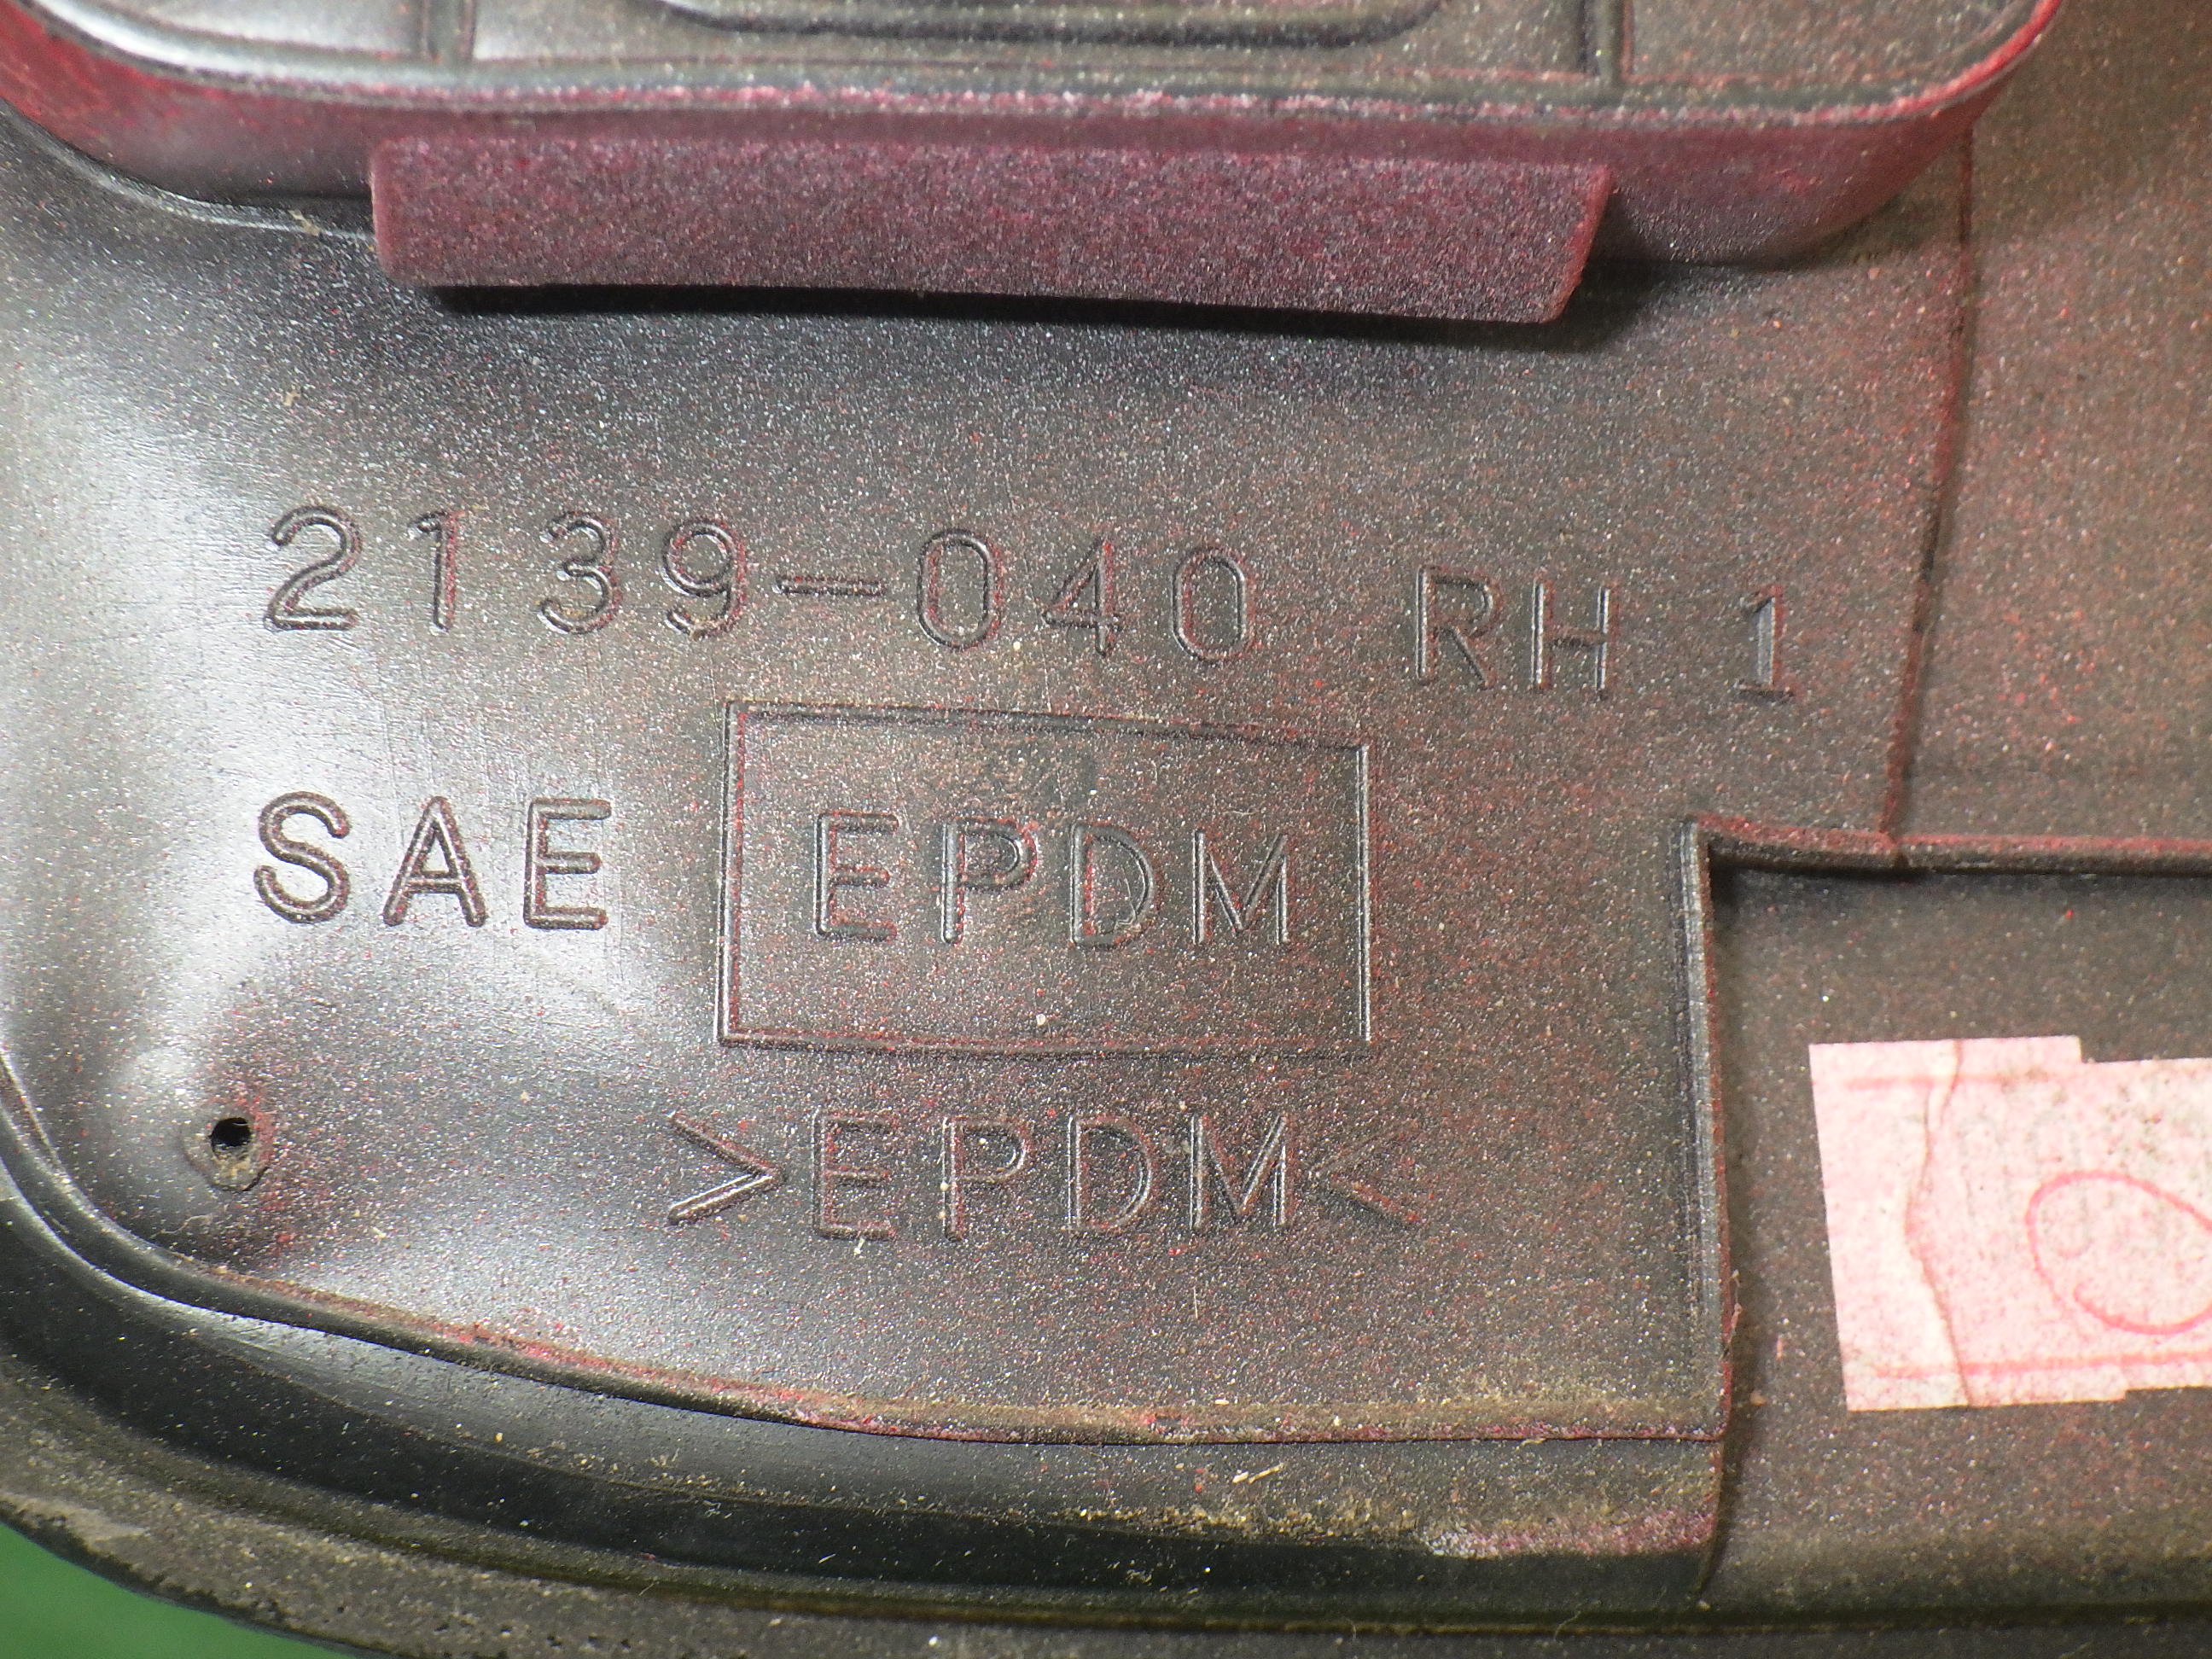 2139-040 RH 1
SAE EPDM
>EPDM<